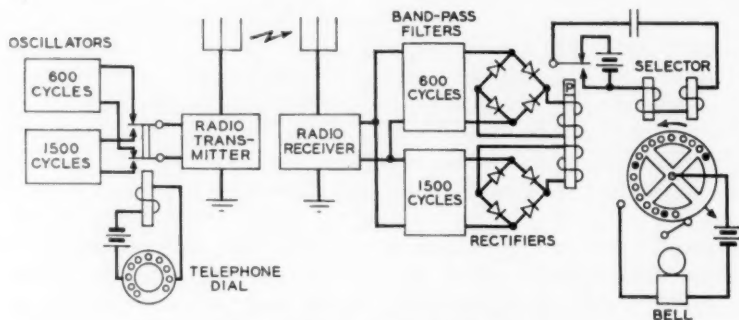 OSCILLATORS
600
CYCLES
1500
CYCLES
TELEPHONE
DIAL
RADIO
TRANS-
MITTER
RADIO
RECEIVER
BAND-PASS
FILTERS
600
CYCLES
1500
CYCLES
RECTIFIERS
P
SELECTOR
BELL